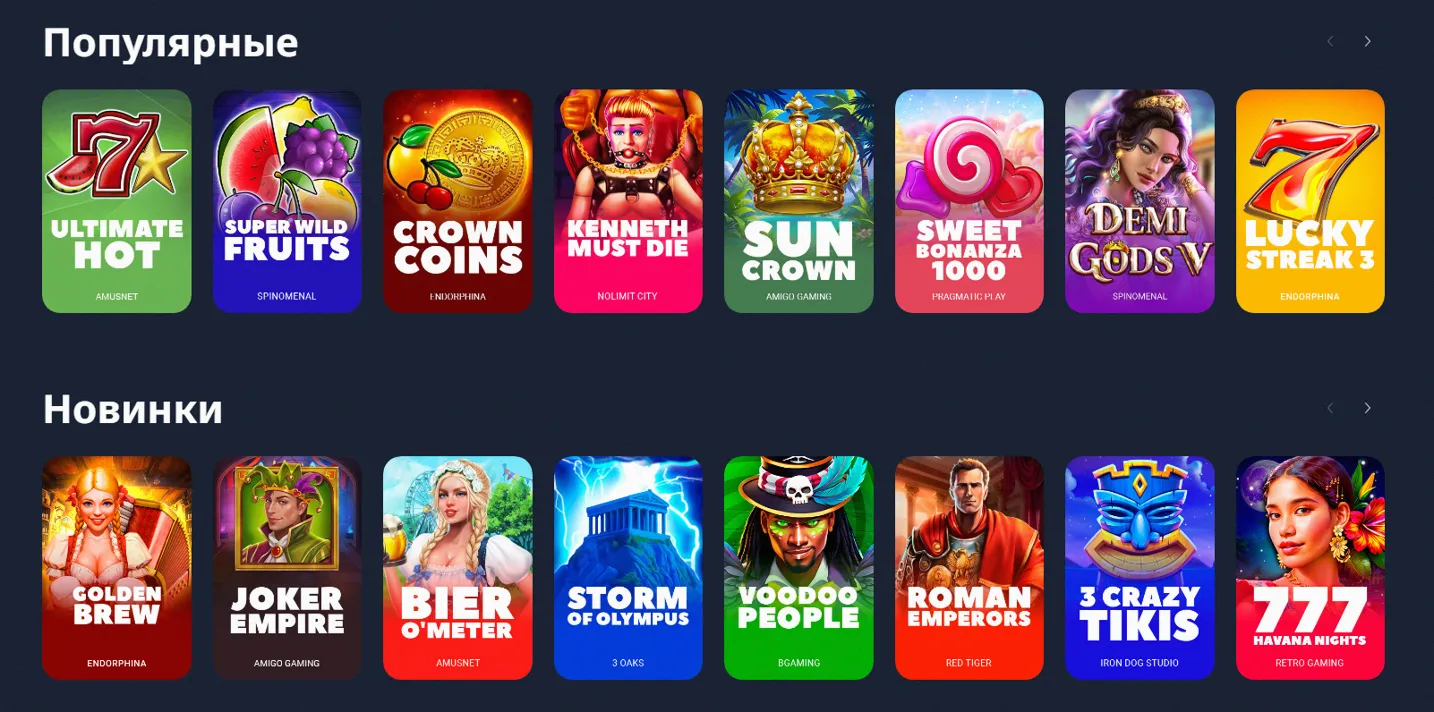 Популярные
ULTIMATE
HOT
AMUSNET
SUPER WILD
FRUITS
SPINOMENAL
CROWN
COINS
ENDORPHINA
KENNETH
MUST DIE
NOLIMIT CITY
SUN
CROWN
AMIGO GAMING
SWEET
BONANZA
1000
PRAGMATIC PLAY
DEMI
GODS V
SPINOMENAL
LUCKY
STREAK 3
ENDORPHINA
Новинки
GOLDEN
BREW
ENDORPHINA
JOKER
EMPIRE
AMIGO GAMING
BIER
O'METER
AMUSNET
STORM
OF OLYMPUS
3 OAKS
VOODOO
PEOPLE
BGAMING
ROMAN
EMPERORS
RED TIGER
3 CRAZY
TIKIS
IRON DOG STUDIO
777
HAVANA NIGHTS
RETRO GAMING